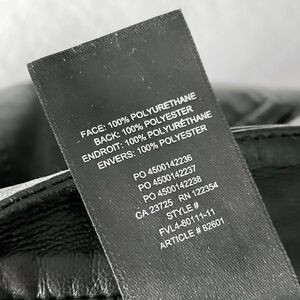 FACE: 100% POLYURETHANE
BACK: 100% POLYESTER
ENDROIT: 100% POLYURÉTHANE
ENVERS: 100% POLYESTER
PO 4500142236
PO 4500142237
PO 4500142238
CA 23725 RN 122354
STYLE #
FVL4-60111-11
ARTICLE # 82601